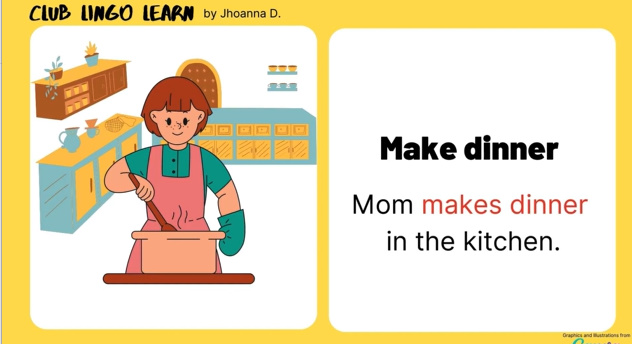 CLUB LINGO LEARN by Jhoanna D.
Make dinner
Mom makes dinner
in the kitchen.
Graphics and Illustrations from